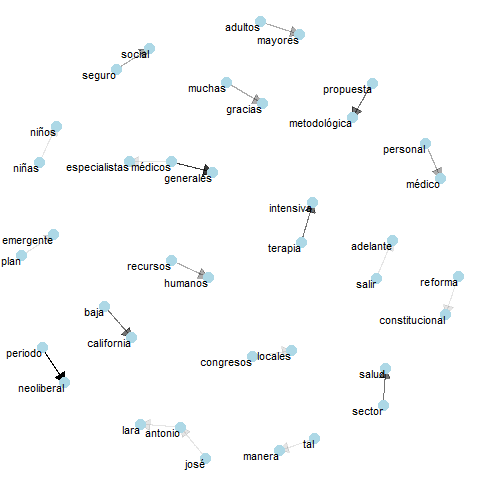 adultos
mayores
social
seguro
muchas
gracias
propuesta
metodológica
niños
niñas
especialistas
médicos
generales
personal
médico
intensiva
terapia
emergente
plan
adelante
salir
recursos
humanos
reforma
constitucional
baja
california
periodo
neoliberal
congresos
locales
salud
sector
lara
antonio
josé
tal
manera